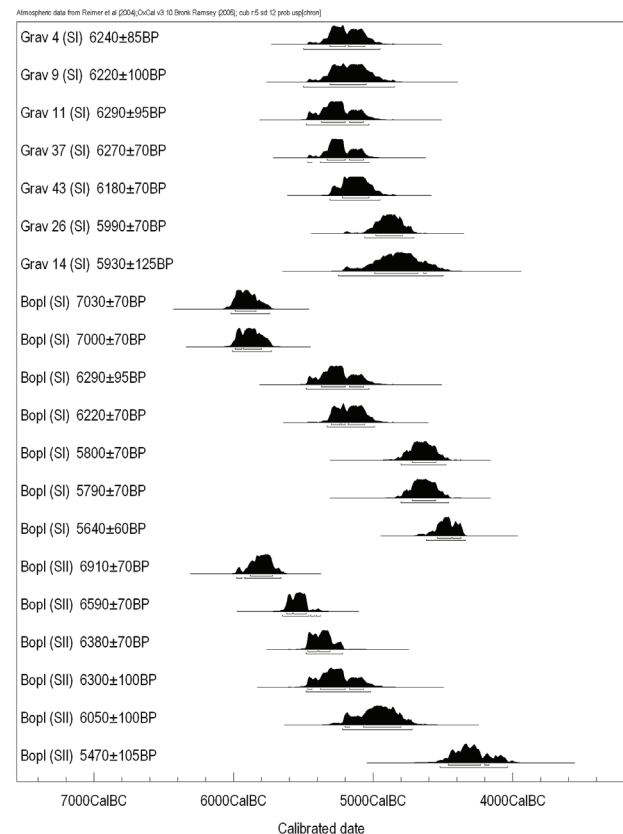 Atmospheric data from Reimer et al (2004);OxCal v3.10 Bronk Ramsey (2005); cub r:5 sd:12 prob usp[chron]
Grav 4 (SI) 6240±85BP
Grav 9 (SI) 6220±100BP
Grav 11 (SI) 6290±95BP
Grav 37 (SI) 6270±70BP
Grav 43 (SI) 6180±70BP
Grav 26 (SI) 5990±70BP
Grav 14 (SI) 5930±125BP
Bopl (SI) 7030±70BP
Bopl (SI) 7000±70BP
Bopl (SI) 6290±95BP
Bopl (SI) 6220±70BP
Bopl (SI) 5800±70BP
Bopl (SI) 5790±70BP
Bopl (SI) 5640±60BP
Bopl (SII) 6910±70BP
Bopl (SII) 6590±70BP
Bopl (SII) 6380±70BP
Bopl (SII) 6300±100BP
Bopl (SII) 6050±100BP
Bopl (SII) 5470±105BP
7000CalBC 6000CalBC 5000CalBC 4000CalBC
Calibrated date